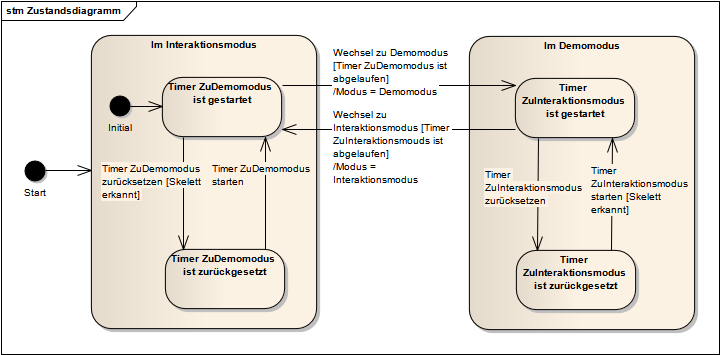 stm Zustandsdiagramm
Im Interaktionsmodus
Timer ZuDemomodus
ist gestartet
Initial
Start
Timer ZuDemomodus
zurücksetzen [Skelett
erkannt]
Timer ZuDemomodus
starten
Timer ZuDemomodus
ist zurückgesetzt
Wechsel zu Demomodus
[Timer ZuDemomodus ist
abgelaufen]
/Modus = Demomodus
Wechsel zu
Interaktionsmodus [Timer
ZuInteraktionsmouds ist
abgelaufen]
/Modus =
Interaktionsmodus
Im Demomodus
Timer
ZuInteraktionsmodus
ist gestartet
Timer
ZuInteraktionsmodus
zurücksetzen
Timer
ZuInteraktionsmodus
starten [Skelett
erkannt]
Timer
ZuInteraktionsmodus
ist zurückgesetzt